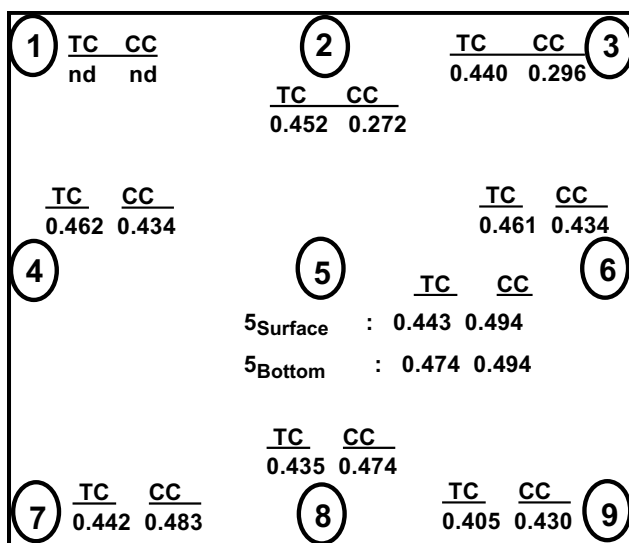 1 TC CC 2 TC CC 3
nd nd 0.440 0.296
TC CC
0.452 0.272
TC CC TC CC
0.462 0.434 0.461 0.434
4 5 6
TC CC
5Surface : 0.443 0.494
5Bottom : 0.474 0.494
TC CC
0.435 0.474
TC CC TC CC
7 0.442 0.483 8 0.405 0.430 9